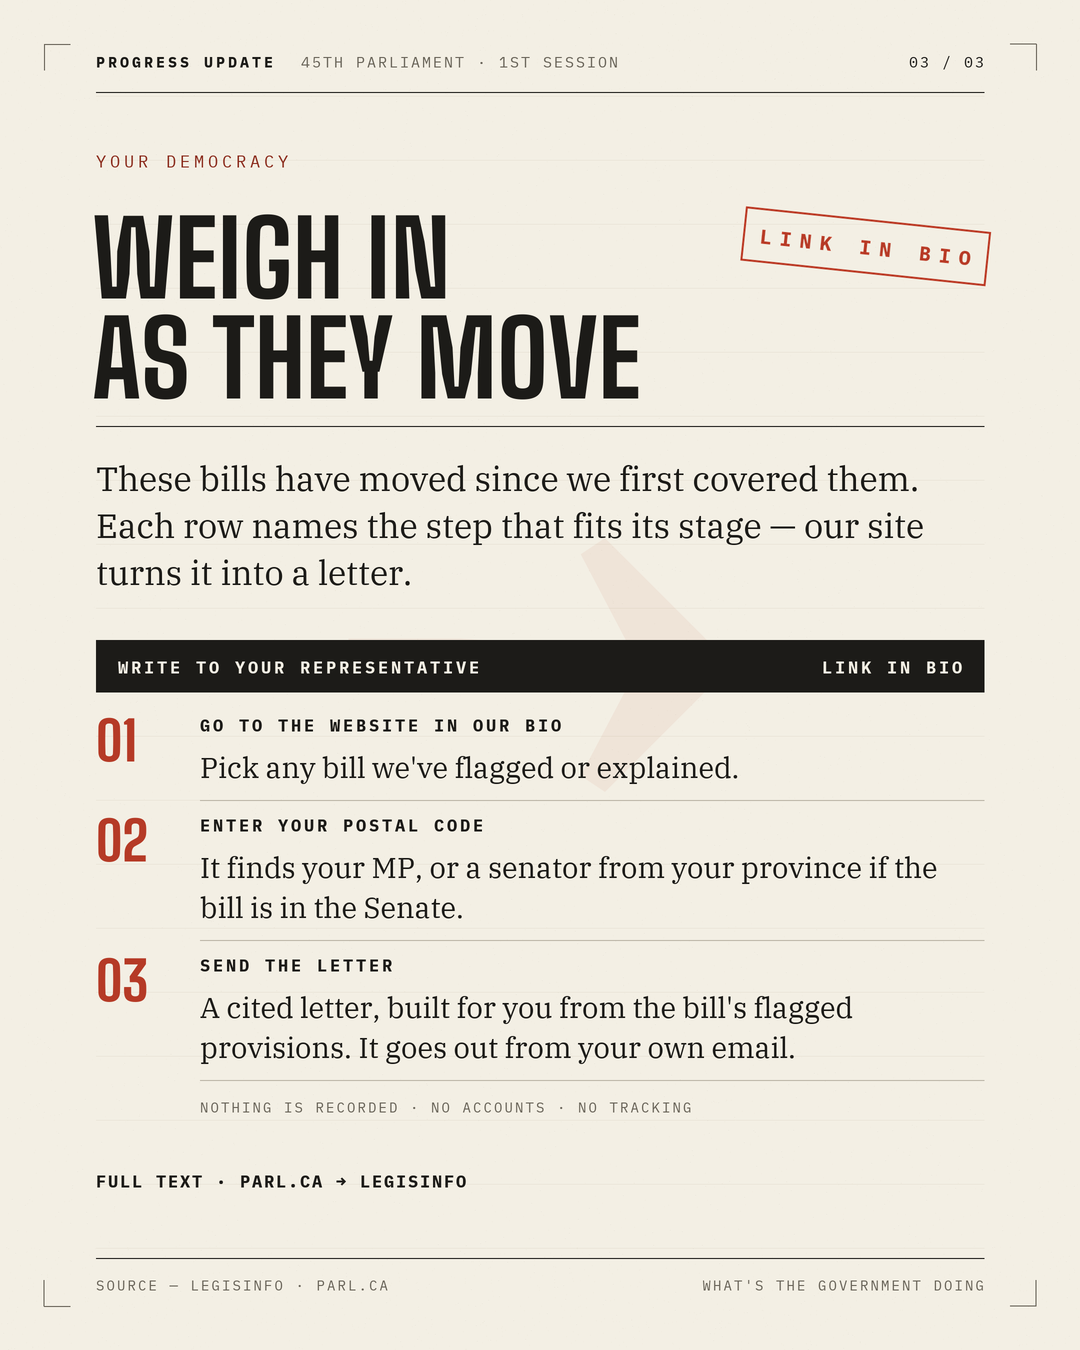 PROGRESS UPDATE 45TH PARLIAMENT · 1ST SESSION 03 / 03
YOUR DEMOCRACY
WEIGH IN
AS THEY MOVE
LINK IN BIO
These bills have moved since we first covered them.
Each row names the step that fits its stage — our site
turns it into a letter.
WRITE TO YOUR REPRESENTATIVE LINK IN BIO
01 GO TO THE WEBSITE IN OUR BIO
Pick any bill we've flagged or explained.
02 ENTER YOUR POSTAL CODE
It finds your MP, or a senator from your province if the
bill is in the Senate.
03 SEND THE LETTER
A cited letter, built for you from the bill's flagged
provisions. It goes out from your own email.
NOTHING IS RECORDED · NO ACCOUNTS · NO TRACKING
FULL TEXT · PARL.CA → LEGISINFO
SOURCE — LEGISINFO · PARL.CA WHAT'S THE GOVERNMENT DOING